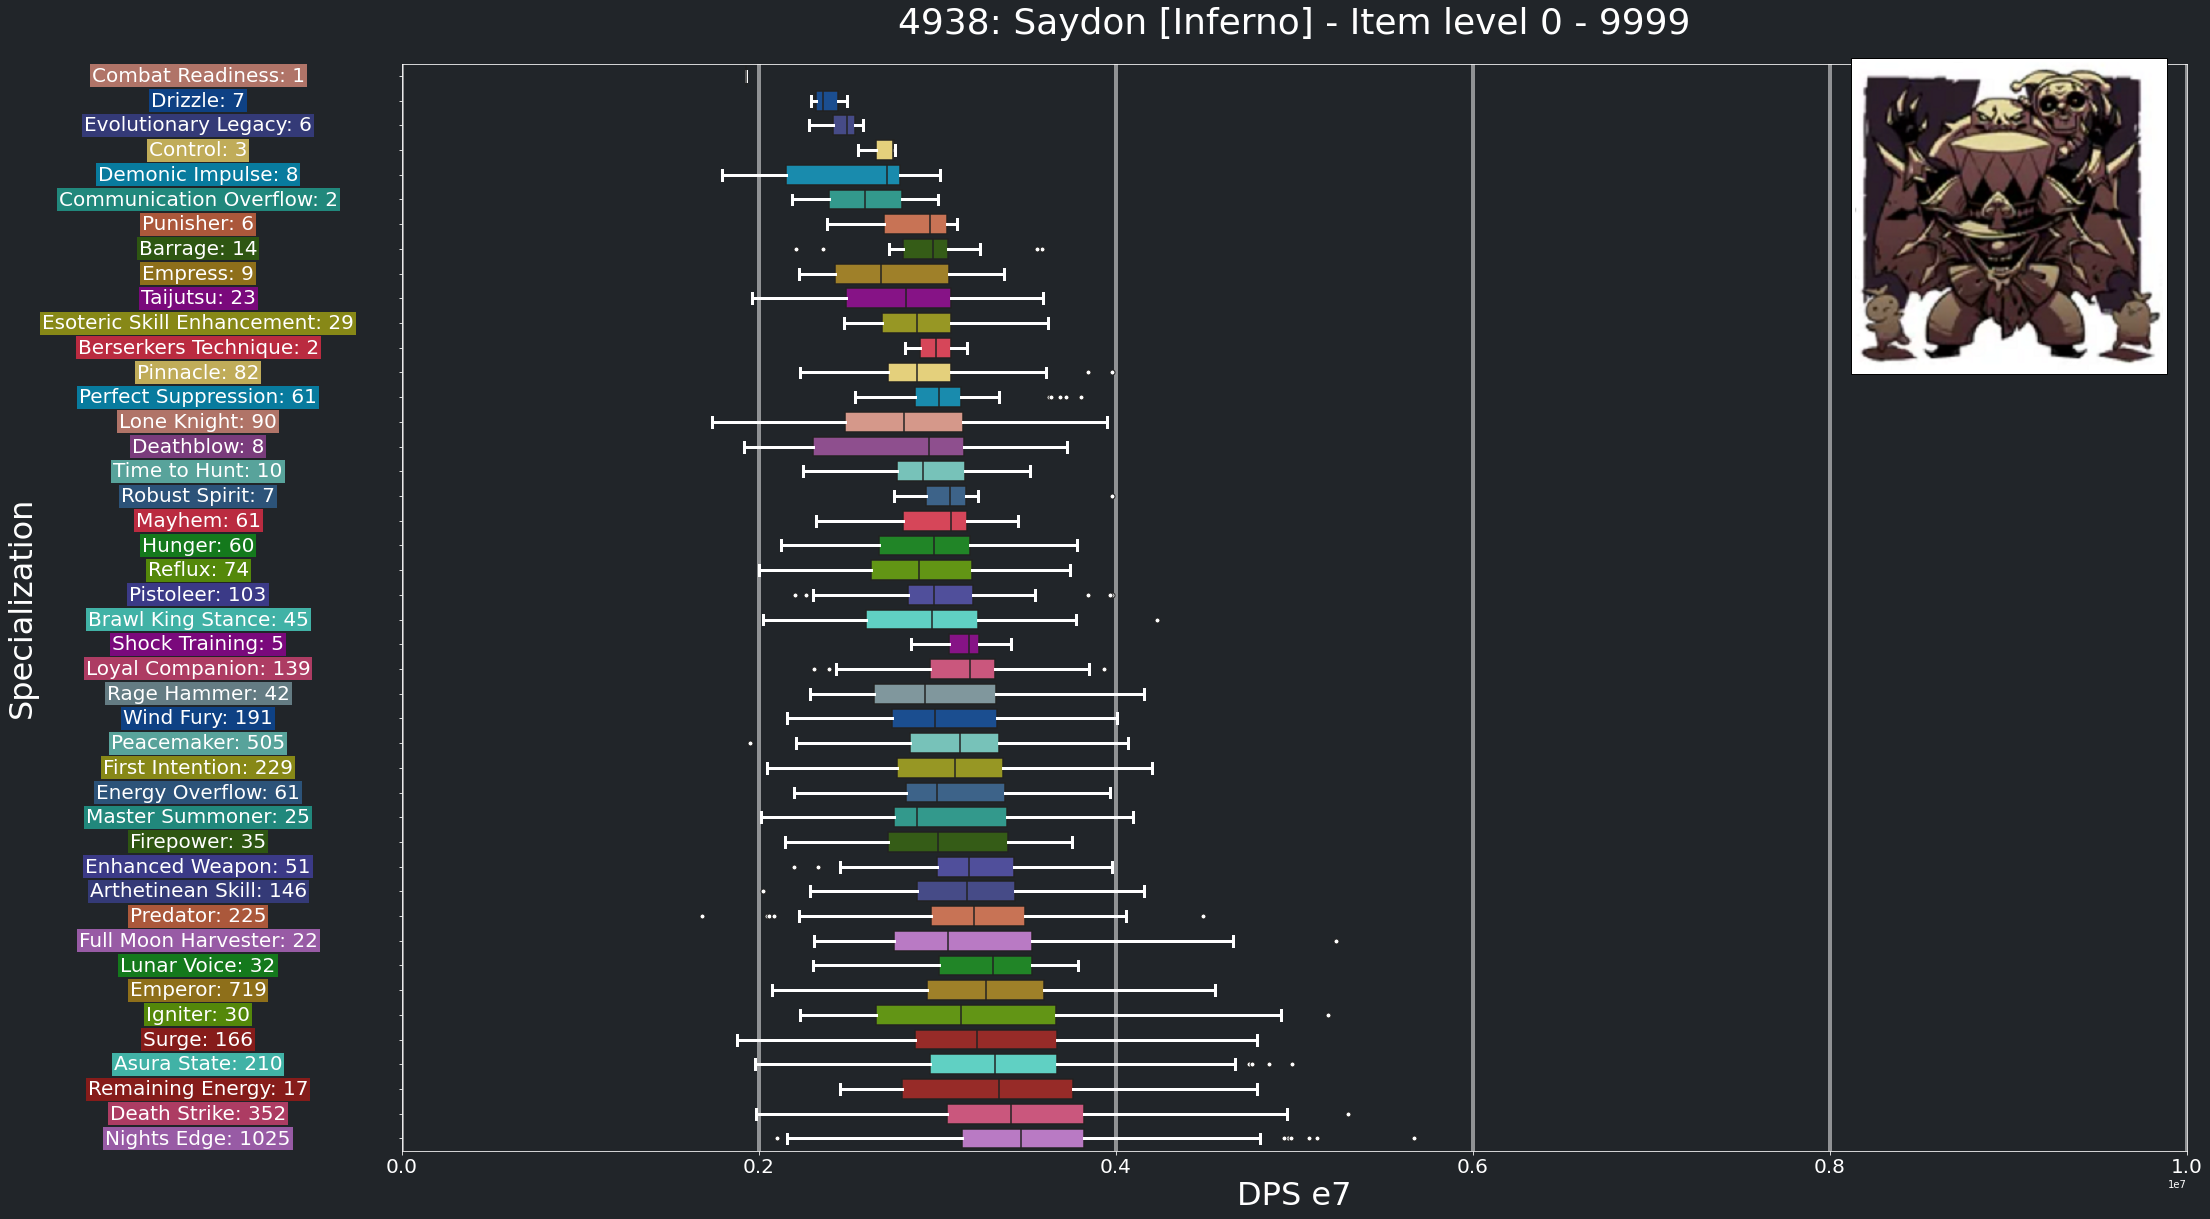 4938: Saydon [Inferno] - Item level 0 - 9999
Combat Readiness: 1
Drizzle: 7
Evolutionary Legacy: 6
Control: 3
Demonic Impulse: 8
Communication Overflow: 2
Punisher: 6
Barrage: 14
Empress: 9
Taijutsu: 23
Esoteric Skill Enhancement: 29
Berserkers Technique: 2
Pinnacle: 82
Perfect Suppression: 61
Lone Knight: 90
Deathblow: 8
Time to Hunt: 10
Robust Spirit: 7
Mayhem: 61
Hunger: 60
Reflux: 74
Pistoleer: 103
Brawl King Stance: 45
Shock Training: 5
Loyal Companion: 139
Rage Hammer: 42
Wind Fury: 191
Peacemaker: 505
First Intention: 229
Energy Overflow: 61
Master Summoner: 25
Firepower: 35
Enhanced Weapon: 51
Arthetinean Skill: 146
Predator: 225
Full Moon Harvester: 22
Lunar Voice: 32
Emperor: 719
Igniter: 30
Surge: 166
Asura State: 210
Remaining Energy: 17
Death Strike: 352
Nights Edge: 1025
Specialization
0.0 0.2 0.4 0.6 0.8 1.0
1e7
DPS e7